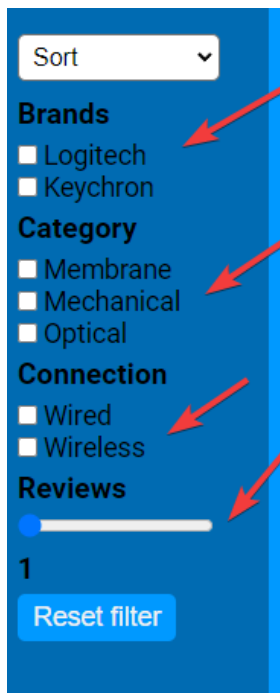 Sort
Brands
Logitech
Keychron
Category
Membrane
Mechanical
Optical
Connection
Wired
Wireless
Reviews
1
Reset filter